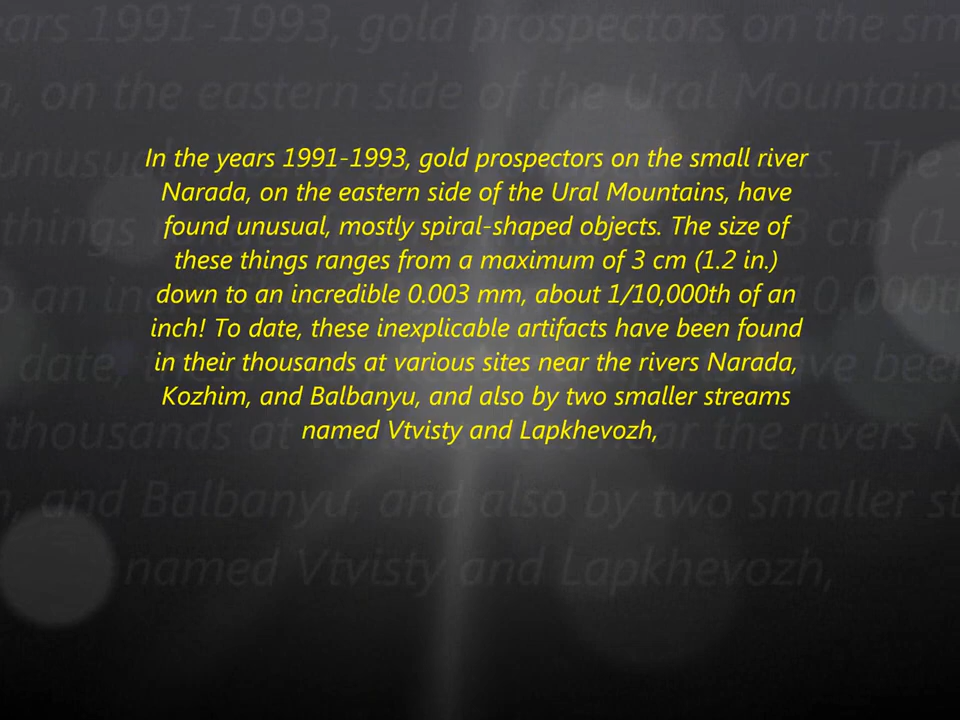 In the years 1991-1993, gold prospectors on the small river
Narada, on the eastern side of the Ural Mountains, have
found unusual, mostly spiral-shaped objects. The size of
these things ranges from a maximum of 3 cm (1.2 in.)
down to an incredible 0.003 mm, about 1/10,000th of an
inch! To date, these inexplicable artifacts have been found
in their thousands at various sites near the rivers Narada,
Kozhim, and Balbanyu, and also by two smaller streams
named Vtvisty and Lapkhevozh,